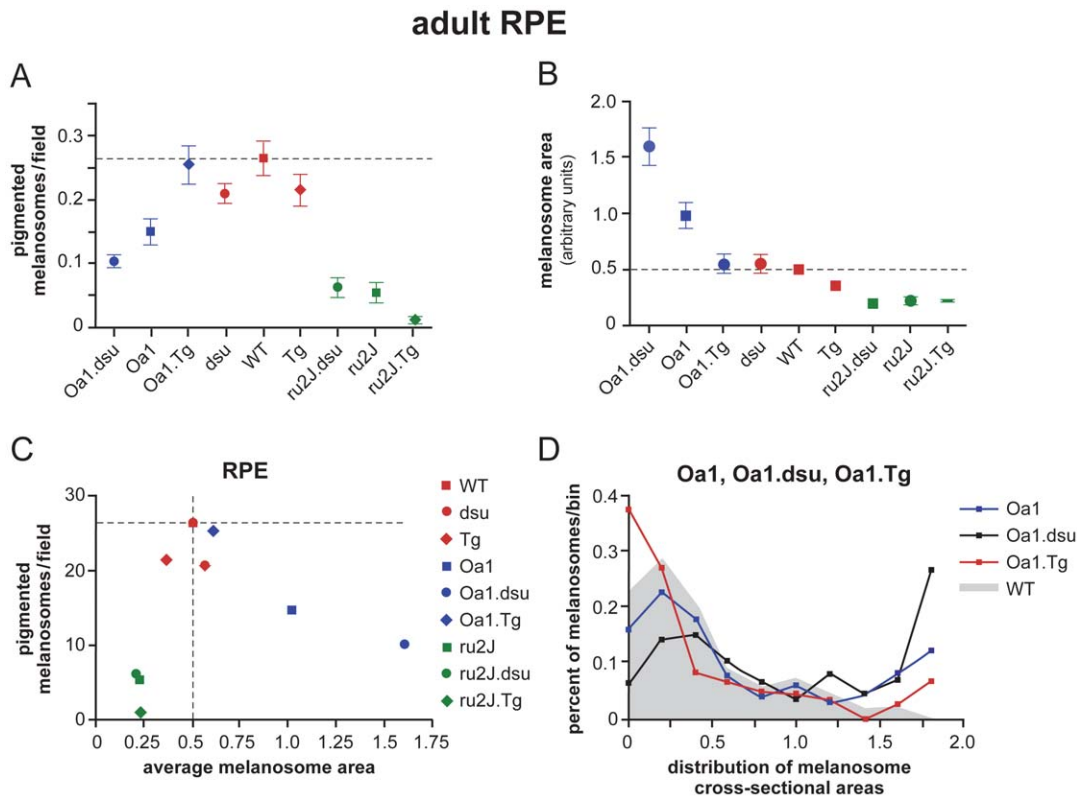 adult RPE
A
pigmented
melanosomes/field
0.3
0.2
0.1
0
Oa1.dsu
Oa1
Oa1.Tg
dsu
WT
Tg
ru2J.dsu
ru2J
ru2J.Tg
B
melanosome area
(arbitrary units)
2.0
1.5
1.0
0.5
0
Oa1.dsu
Oa1
Oa1.Tg
dsu
WT
Tg
ru2J.dsu
ru2J
ru2J.Tg
C
RPE
pigmented
melanosomes/field
30
20
10
0
0 0.25 0.5 0.75 1.0 1.25 1.5 1.75
average melanosome area
WT
dsu
Tg
Oa1
Oa1.dsu
Oa1.Tg
ru2J
ru2J.dsu
ru2J.Tg
D
Oa1, Oa1.dsu, Oa1.Tg
percent of melanosomes/bin
0.4
0.3
0.2
0.1
0
0 0.5 1.0 1.5 2.0
distribution of melanosome
cross-sectional areas
Oa1
Oa1.dsu
Oa1.Tg
WT